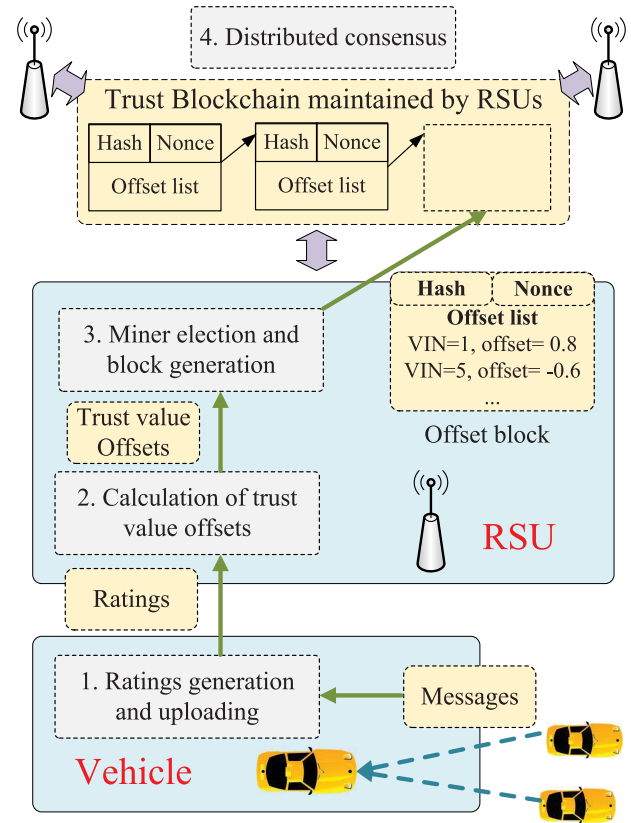 4. Distributed consensus
Trust Blockchain maintained by RSUs
Hash Nonce
Offset list
Hash Nonce
Offset list
Hash Nonce
Offset list
VIN=1, offset= 0.8
VIN=5, offset= -0.6
...
Offset block
3. Miner election and
block generation
Trust value
Offsets
2. Calculation of trust
value offsets
RSU
Ratings
1. Ratings generation
and uploading
Messages
Vehicle